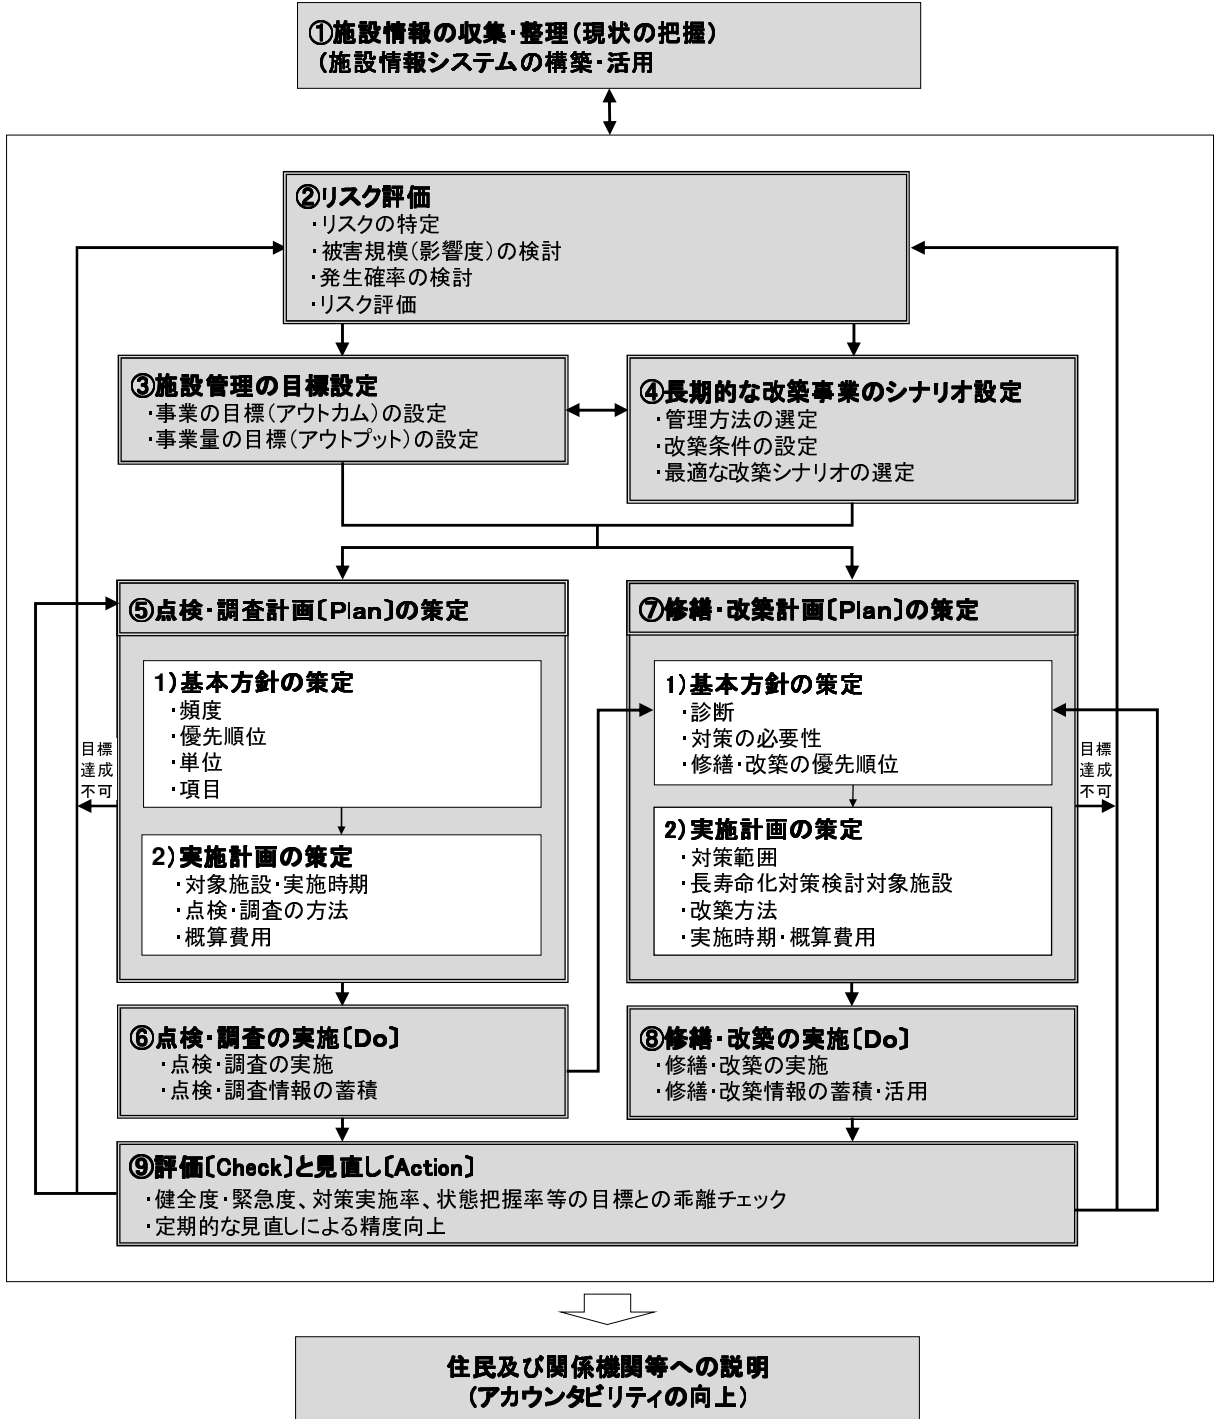 ①施設情報の収集・整理(現状の把握)
(施設情報システムの構築・活用
②リスク評価
・リスクの特定
・被害規模(影響度)の検討
・発生確率の検討
・リスク評価
③施設管理の目標設定
・事業の目標(アウトカム)の設定
・事業量の目標(アウトプット)の設定
④長期的な改築事業のシナリオ設定
・管理方法の選定
・改築条件の設定
・最適な改築シナリオの選定
⑤点検・調査計画〔Plan〕の策定
1)基本方針の策定
・頻度
・優先順位
・単位
・項目
2)実施計画の策定
・対象施設・実施時期
・点検・調査の方法
・概算費用
目標
達成
不可
⑦修繕・改築計画〔Plan〕の策定
1)基本方針の策定
・診断
・対策の必要性
・修繕・改築の優先順位
2)実施計画の策定
・対策範囲
・長寿命化対策検討対象施設
・改築方法
・実施時期・概算費用
目標
達成
不可
⑥点検・調査の実施〔Do〕
・点検・調査の実施
・点検・調査情報の蓄積
⑧修繕・改築の実施〔Do〕
・修繕・改築の実施
・修繕・改築情報の蓄積・活用
⑨評価〔Check〕と見直し〔Action〕
・健全度・緊急度、対策実施率、状態把握率等の目標との乖離チェック
・定期的な見直しによる精度向上
住民及び関係機関等への説明
(アカウンタビリティの向上)